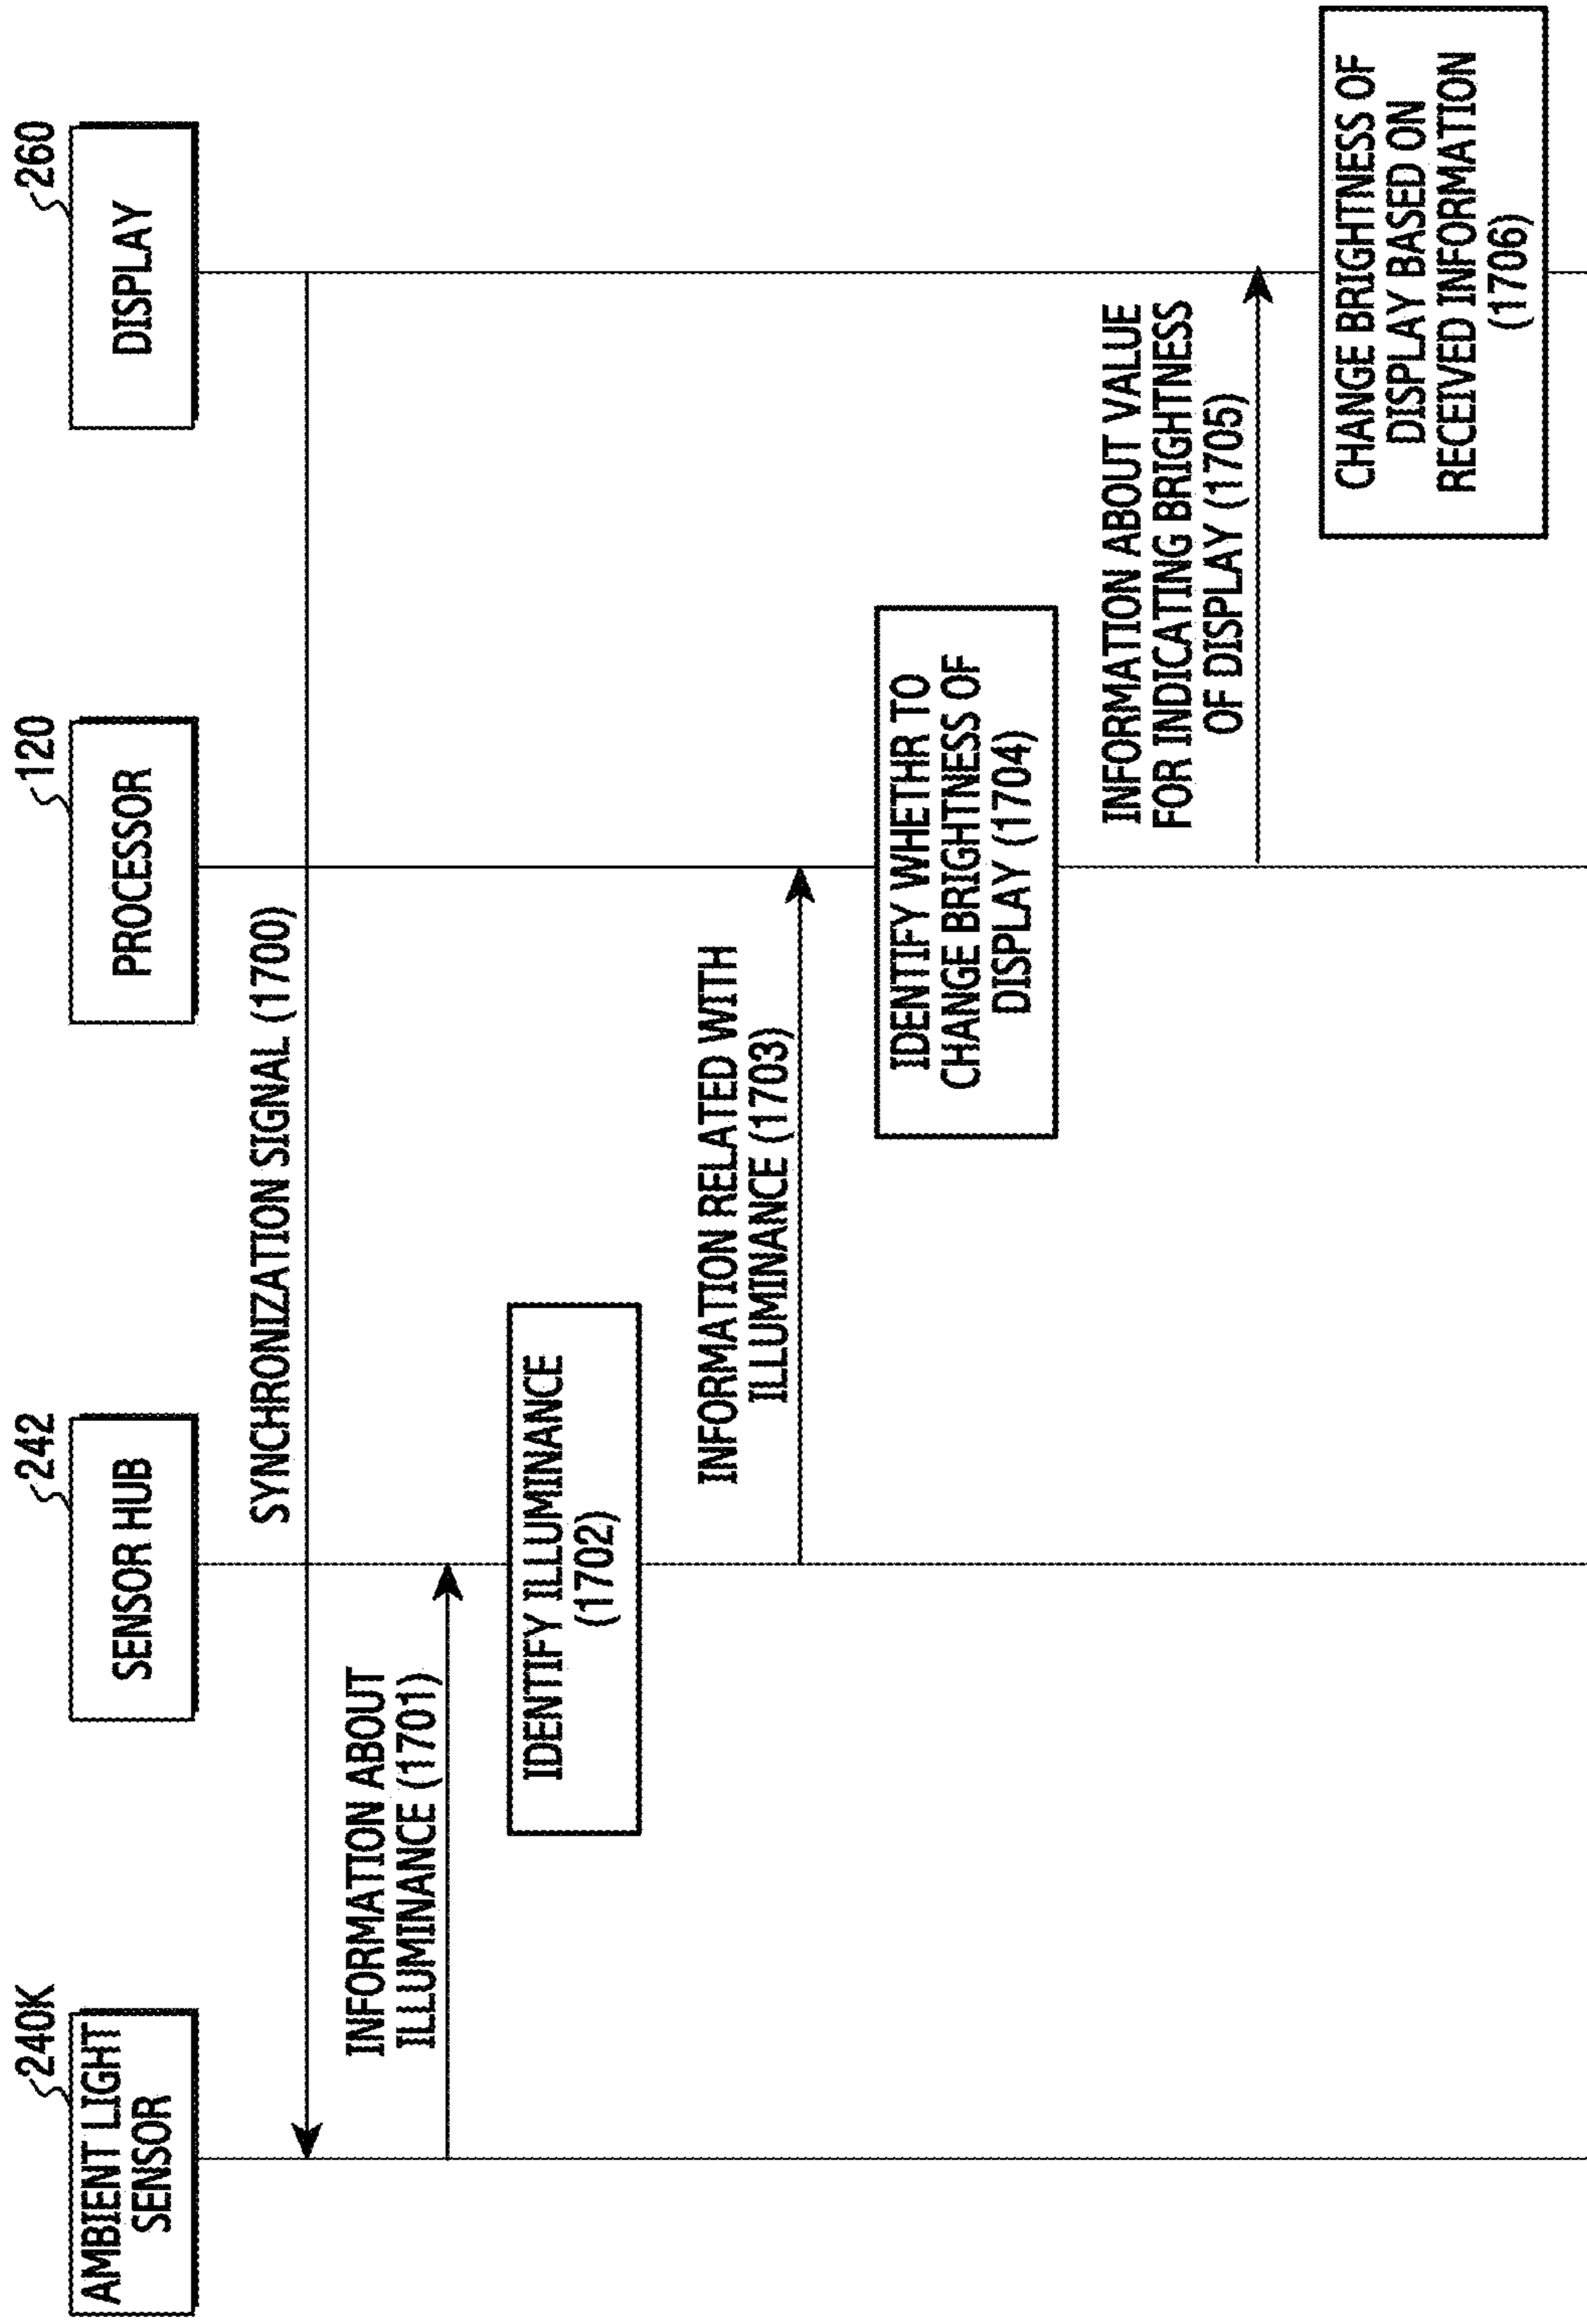 240K
AMBIENT LIGHT
SENSOR
242
SENSOR HUB
120
PROCESSOR
260
DISPLAY
SYNCHRONIZATION SIGNAL (1700)
INFORMATION ABOUT
ILLUMINANCE (1701)
IDENTIFY ILLUMINANCE
(1702)
INFORMATION RELATED WITH
ILLUMINANCE (1703)
IDENTIFY WHETHR TO
CHANGE BRIGHTNESS OF
DISPLAY (1704)
INFORMATION ABOUT VALUE
FOR INDICATING BRIGHTNESS
OF DISPLAY (1705)
CHANGE BRIGHTNESS OF
DISPLAY BASED ON
RECEIVED INFORMATION
(1706)